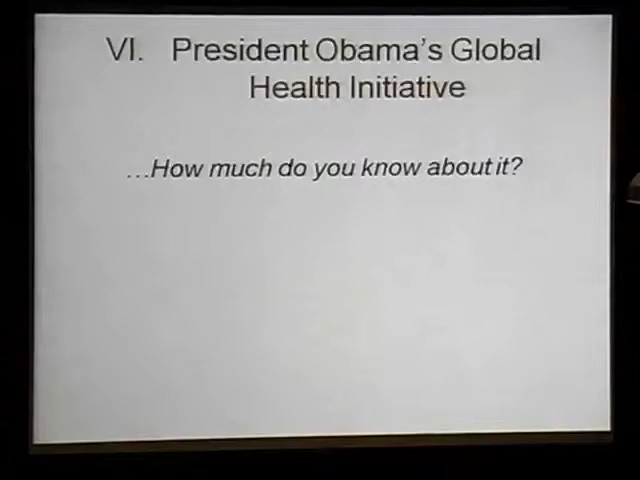 VI. President Obama's Global
Health Initiative
...How much do you know about it?